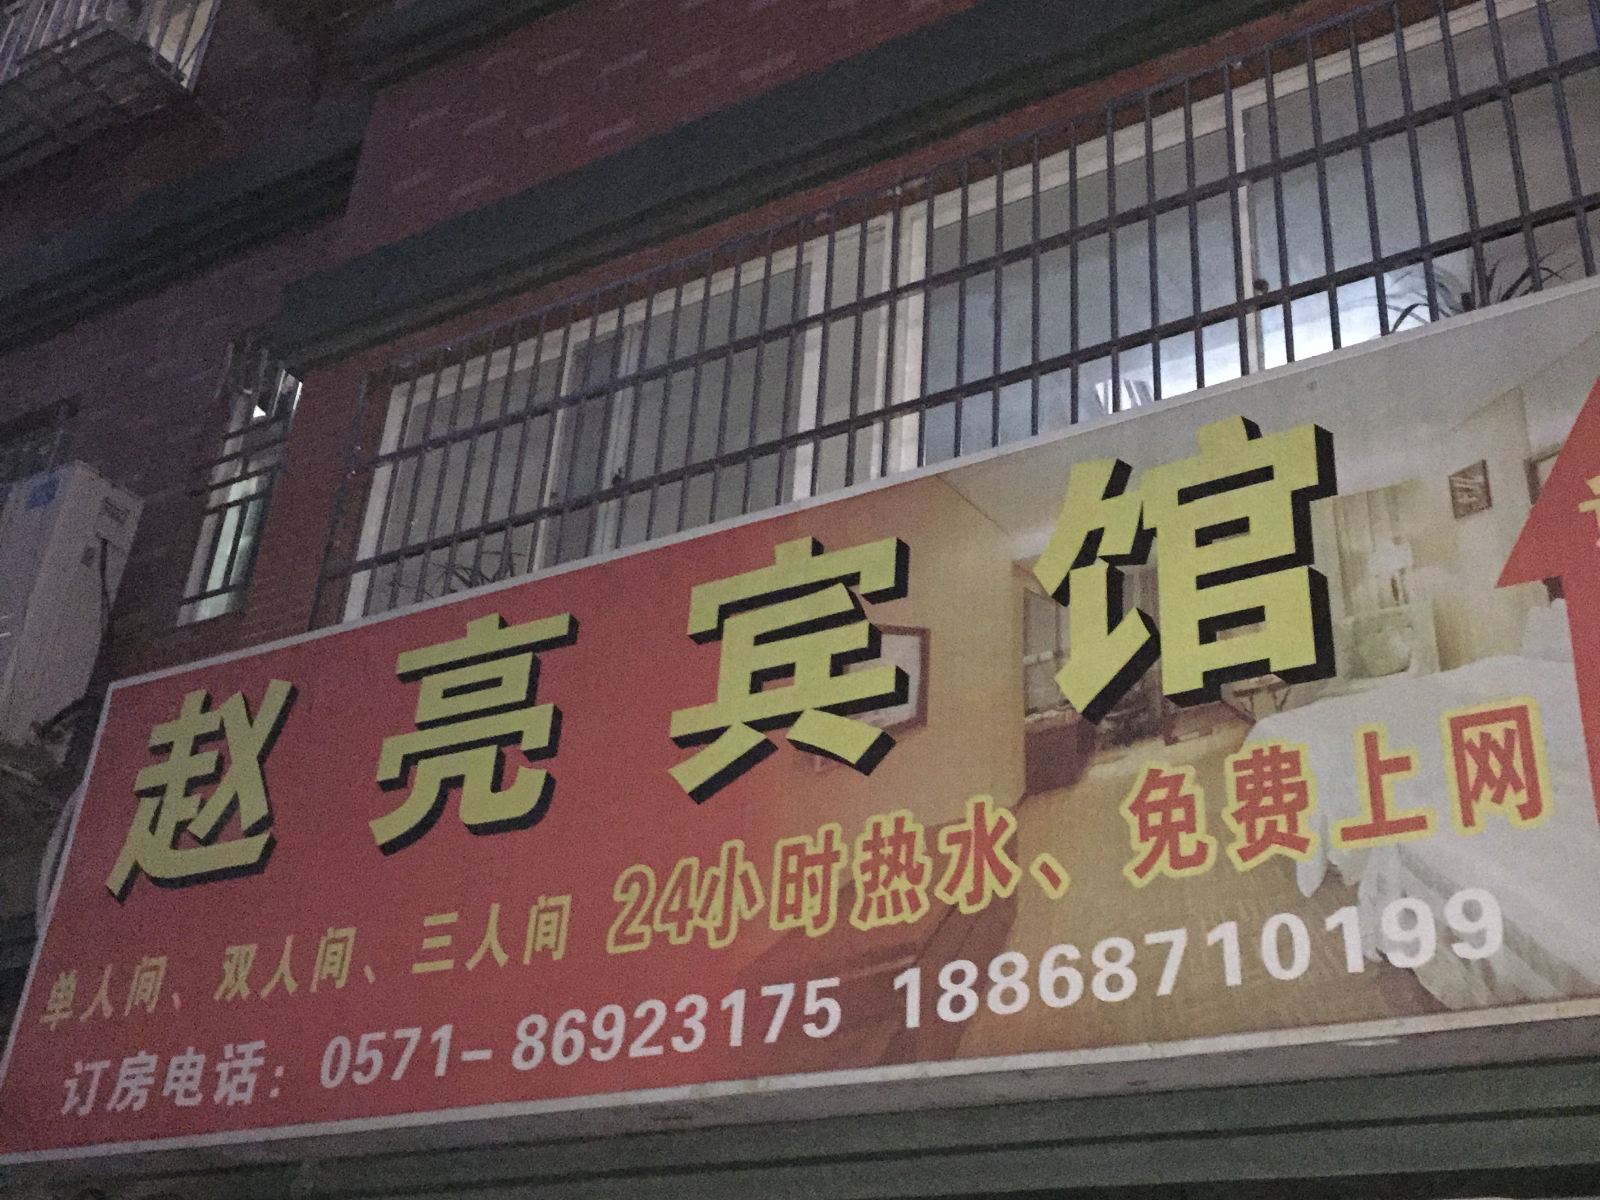 赵亮宾馆
单人间、双人间、三人间 24小时热水、免费上网
订房电话：0571-86923175 18868710199